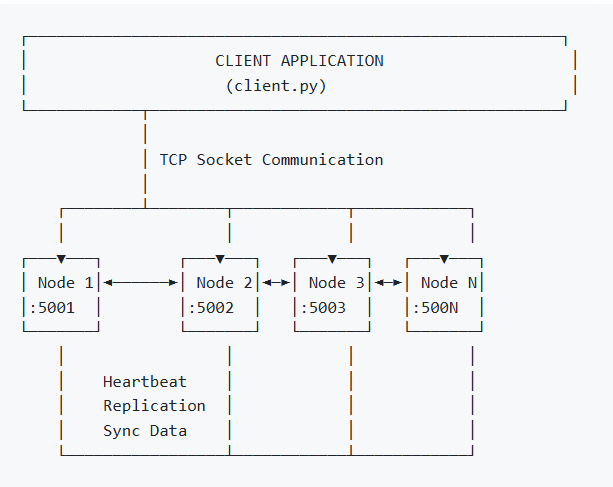 CLIENT APPLICATION
(client.py)
TCP Socket Communication
Node 1 Node 2 Node 3 Node N
:5001 :5002 :5003 :500N
Heartbeat
Replication
Sync Data